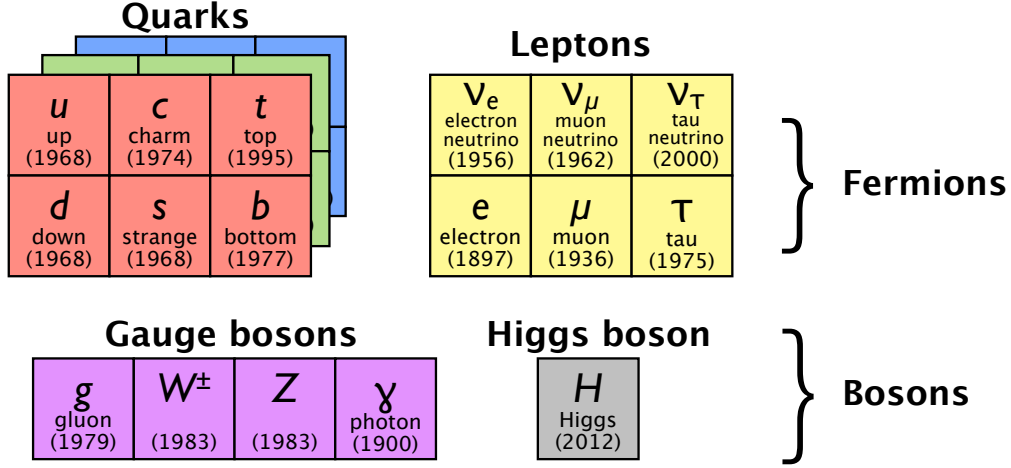 Quarks
u
up
(1968)
c
charm
(1974)
t
top
(1995)
d
down
(1968)
s
strange
(1968)
b
bottom
(1977)
Leptons
νe
electron
neutrino
(1956)
νμ
muon
neutrino
(1962)
ντ
tau
neutrino
(2000)
e
electron
(1897)
μ
muon
(1936)
τ
tau
(1975)
} Fermions
Gauge bosons
g
gluon
(1979)
W±
(1983)
Z
(1983)
γ
photon
(1900)
Higgs boson
H
Higgs
(2012)
} Bosons